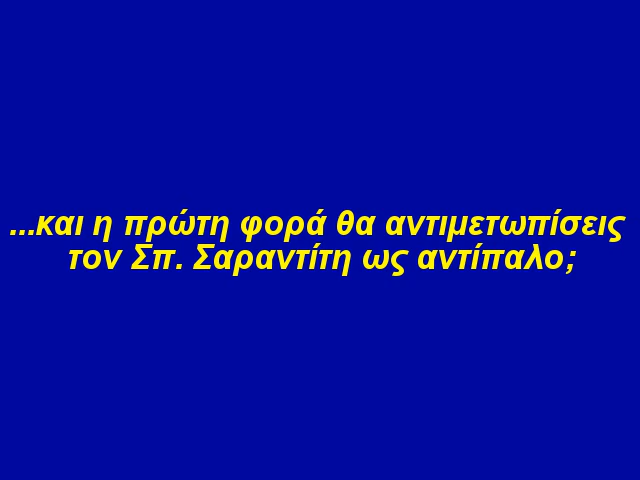 ...και η πρώτη φορά θα αντιμετωπίσεις
τον Σπ. Σαραντίτη ως αντίπαλο;